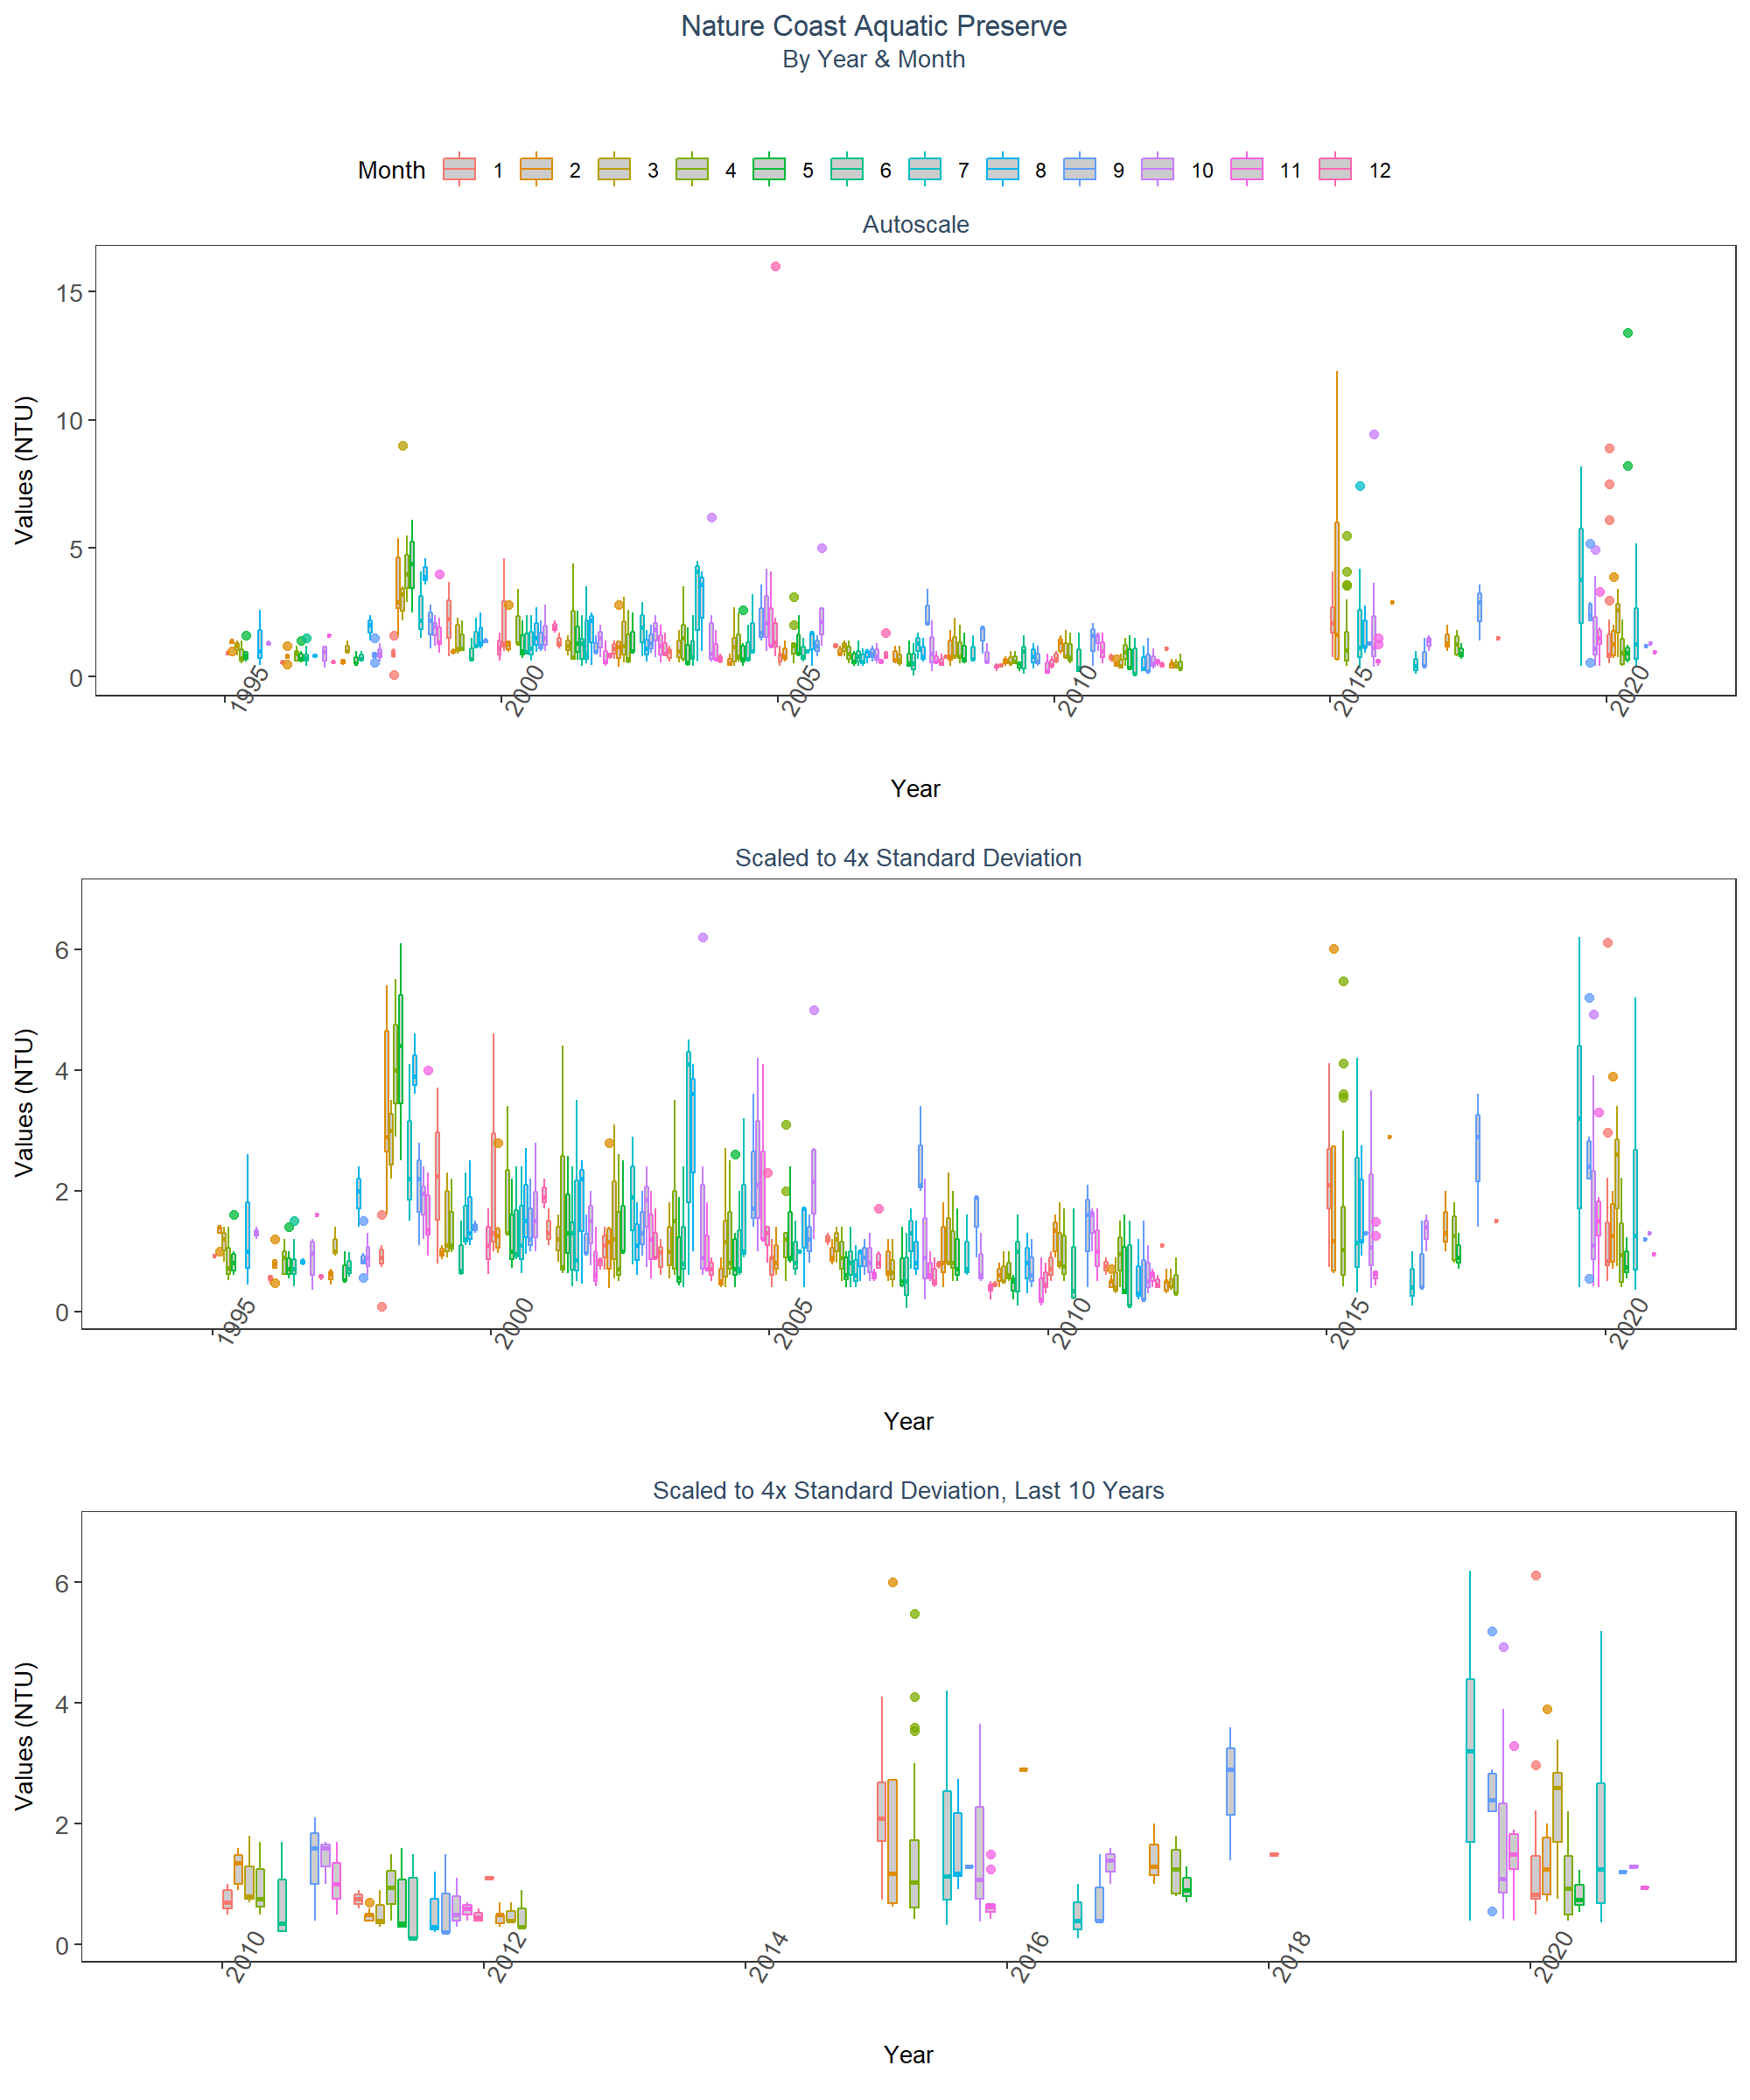 Nature Coast Aquatic Preserve
By Year & Month
Month 1 2 3 4 5 6 7 8 9 10 11 12
Autoscale
Values (NTU)
15
10
5
0
1995 2000 2005 2010 2015 2020
Year
Scaled to 4x Standard Deviation
Values (NTU)
6
4
2
0
1995 2000 2005 2010 2015 2020
Year
Scaled to 4x Standard Deviation, Last 10 Years
Values (NTU)
6
4
2
0
2010 2012 2014 2016 2018 2020
Year